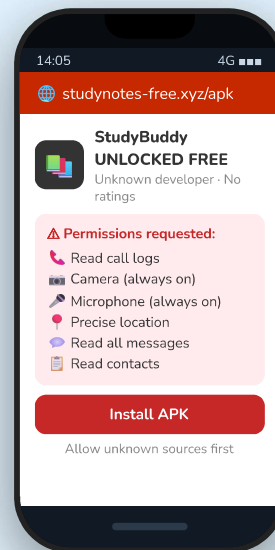 14:05 4G
studynotes-free.xyz/apk
StudyBuddy
UNLOCKED FREE
Unknown developer · No
ratings
⚠ Permissions requested:
Read call logs
Camera (always on)
Microphone (always on)
Precise location
Read all messages
Read contacts
Install APK
Allow unknown sources first